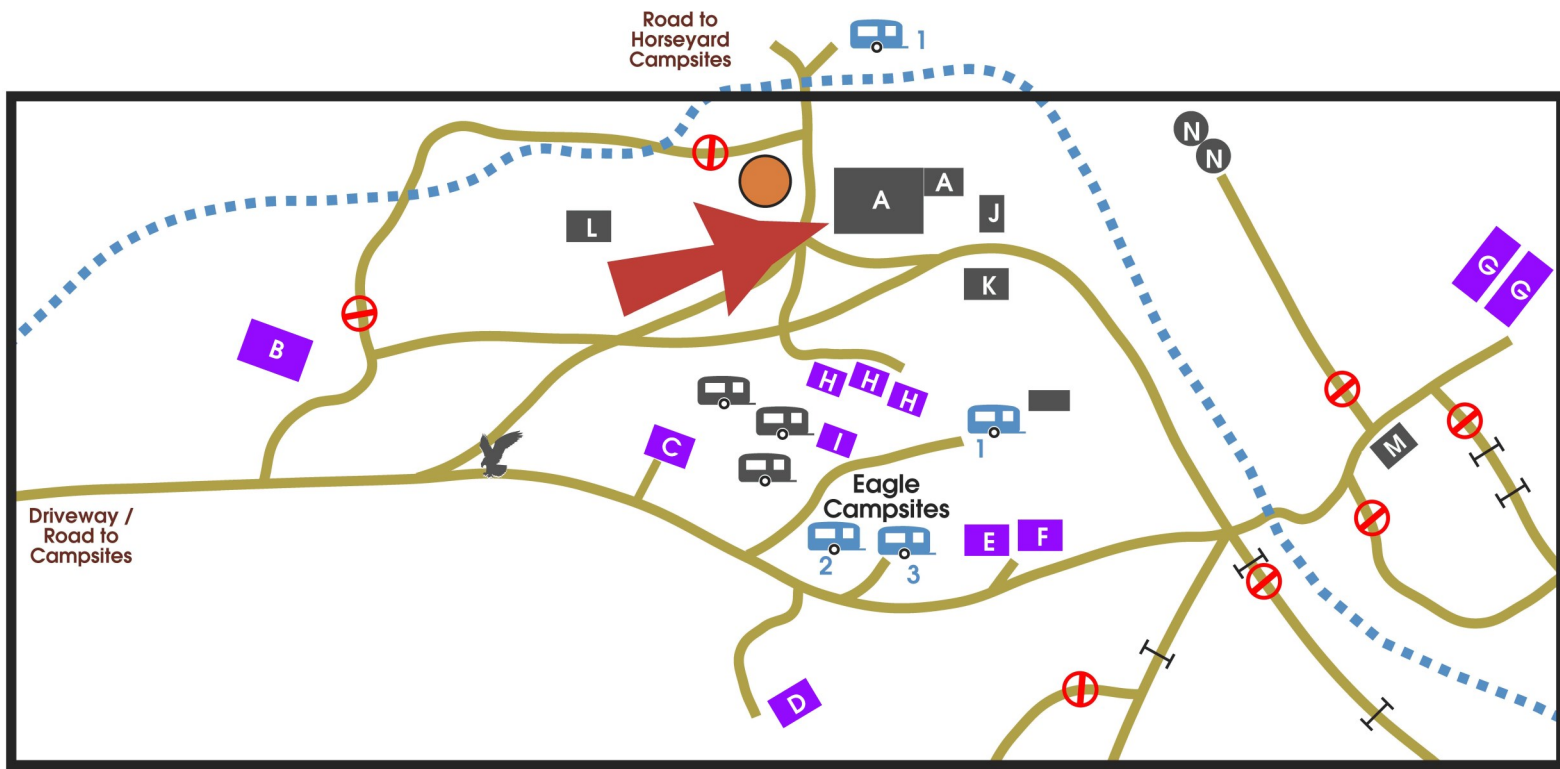 Road to
Horseyard
Campsites
1
N
N
A
A
J
L
G
G
K
B
H
H
H
1
C
I
M
Eagle
Campsites
Driveway /
Road to
Campsites
2
3
E
F
D